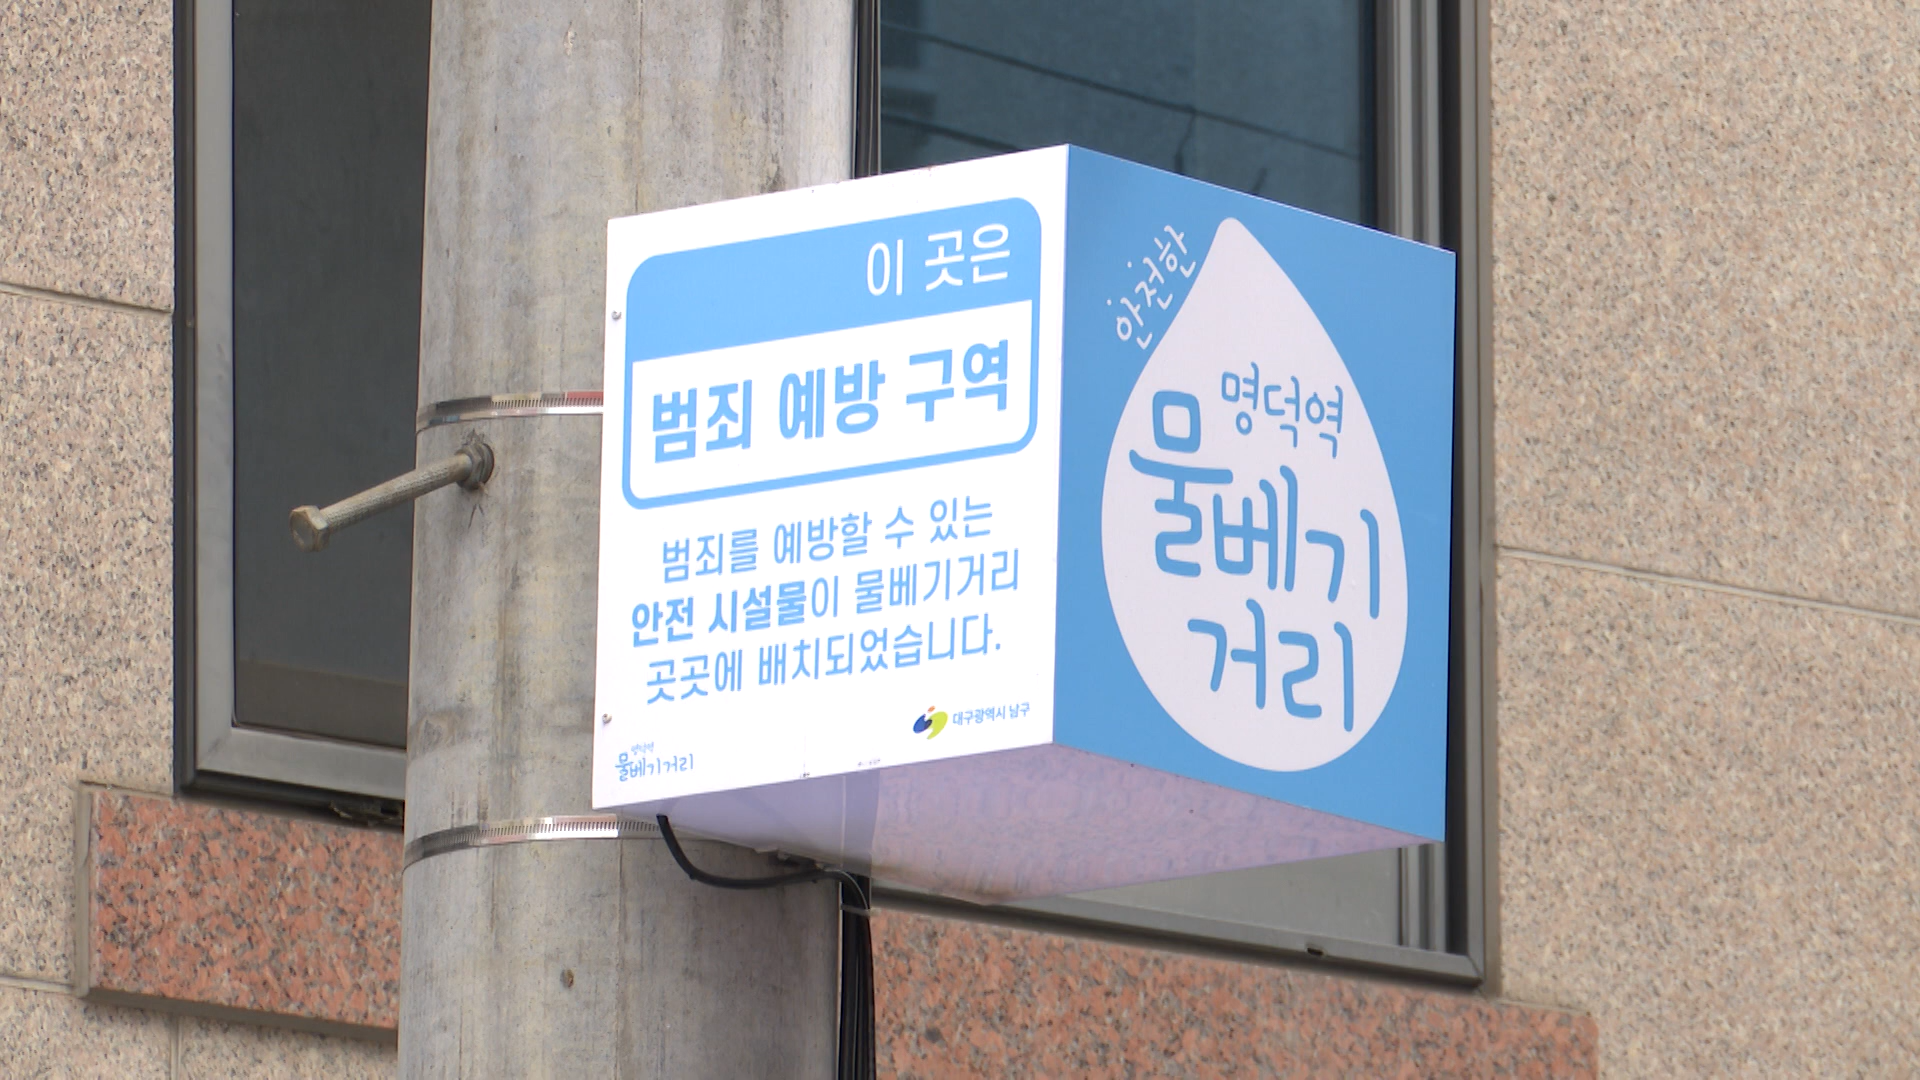 이 곳은
범죄 예방 구역
범죄를 예방할 수 있는
안전 시설물이 물베기거리
곳곳에 배치되었습니다.
대구광역시 남구
명덕역
물베기거리
안전한
명덕역
물베기
거리